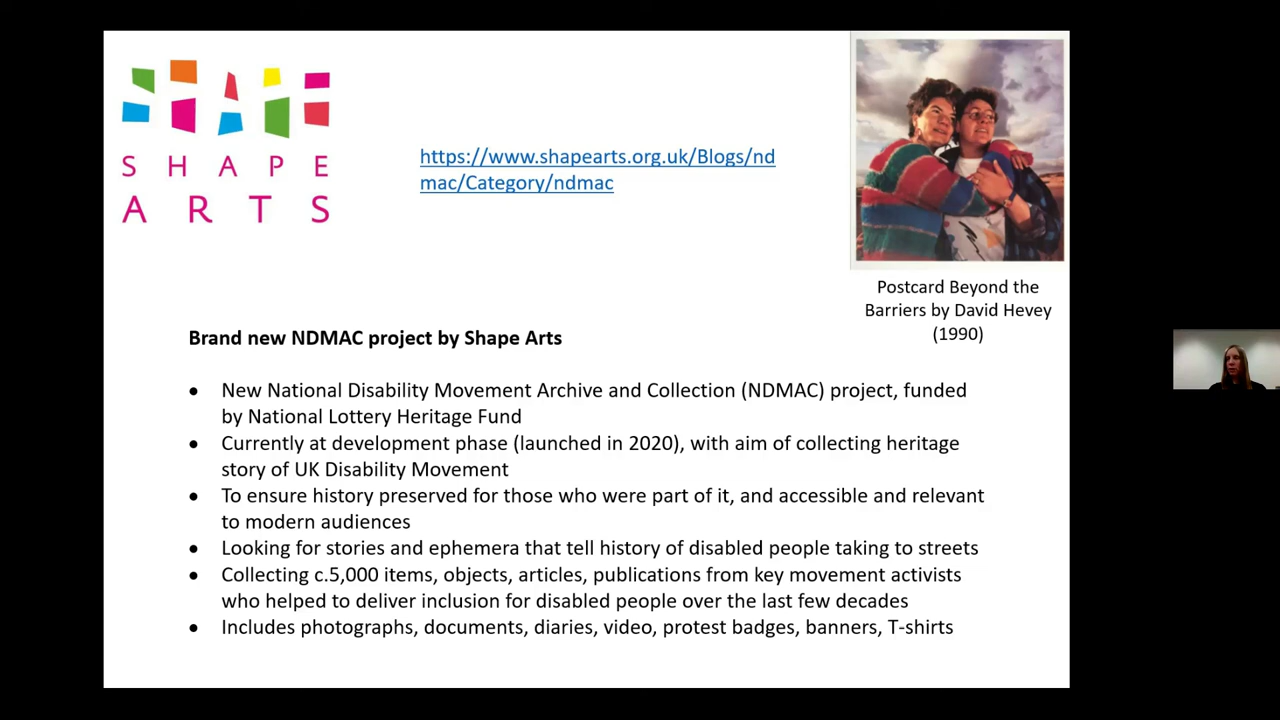 SHAPE
ARTS
https://www.shapearts.org.uk/Blogs/nd
mac/Category/ndmac
Postcard Beyond the
Barriers by David Hevey
(1990)
Brand new NDMAC project by Shape Arts
• New National Disability Movement Archive and Collection (NDMAC) project, funded
by National Lottery Heritage Fund
• Currently at development phase (launched in 2020), with aim of collecting heritage
story of UK Disability Movement
• To ensure history preserved for those who were part of it, and accessible and relevant
to modern audiences
• Looking for stories and ephemera that tell history of disabled people taking to streets
• Collecting c.5,000 items, objects, articles, publications from key movement activists
who helped to deliver inclusion for disabled people over the last few decades
• Includes photographs, documents, diaries, video, protest badges, banners, T-shirts